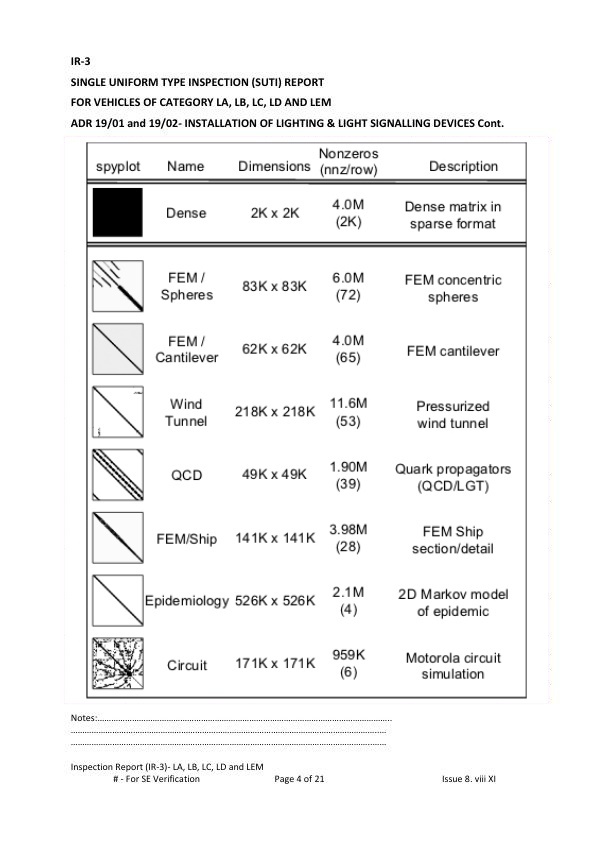 IR-3
SINGLE UNIFORM TYPE INSPECTION (SUTI) REPORT
FOR VEHICLES OF CATEGORY LA, LB, LC, LD AND LEM
ADR 19/01 and 19/02- INSTALLATION OF LIGHTING & LIGHT SIGNALLING DEVICES Cont.
spyplot Name Dimensions Nonzeros (nnz/row) Description
Dense 2K x 2K 4.0M (2K) Dense matrix in sparse format
FEM / Spheres 83K x 83K 6.0M (72) FEM concentric spheres
FEM / Cantilever 62K x 62K 4.0M (65) FEM cantilever
Wind Tunnel 218K x 218K 11.6M (53) Pressurized wind tunnel
QCD 49K x 49K 1.90M (39) Quark propagators (QCD/LGT)
FEM/Ship 141K x 141K 3.98M (28) FEM Ship section/detail
Epidemiology 526K x 526K 2.1M (4) 2D Markov model of epidemic
Circuit 171K x 171K 959K (6) Motorola circuit simulation
Notes:
Inspection Report (IR-3)- LA, LB, LC, LD and LEM
# - For SE Verification Page 4 of 21 Issue 8. viii XI